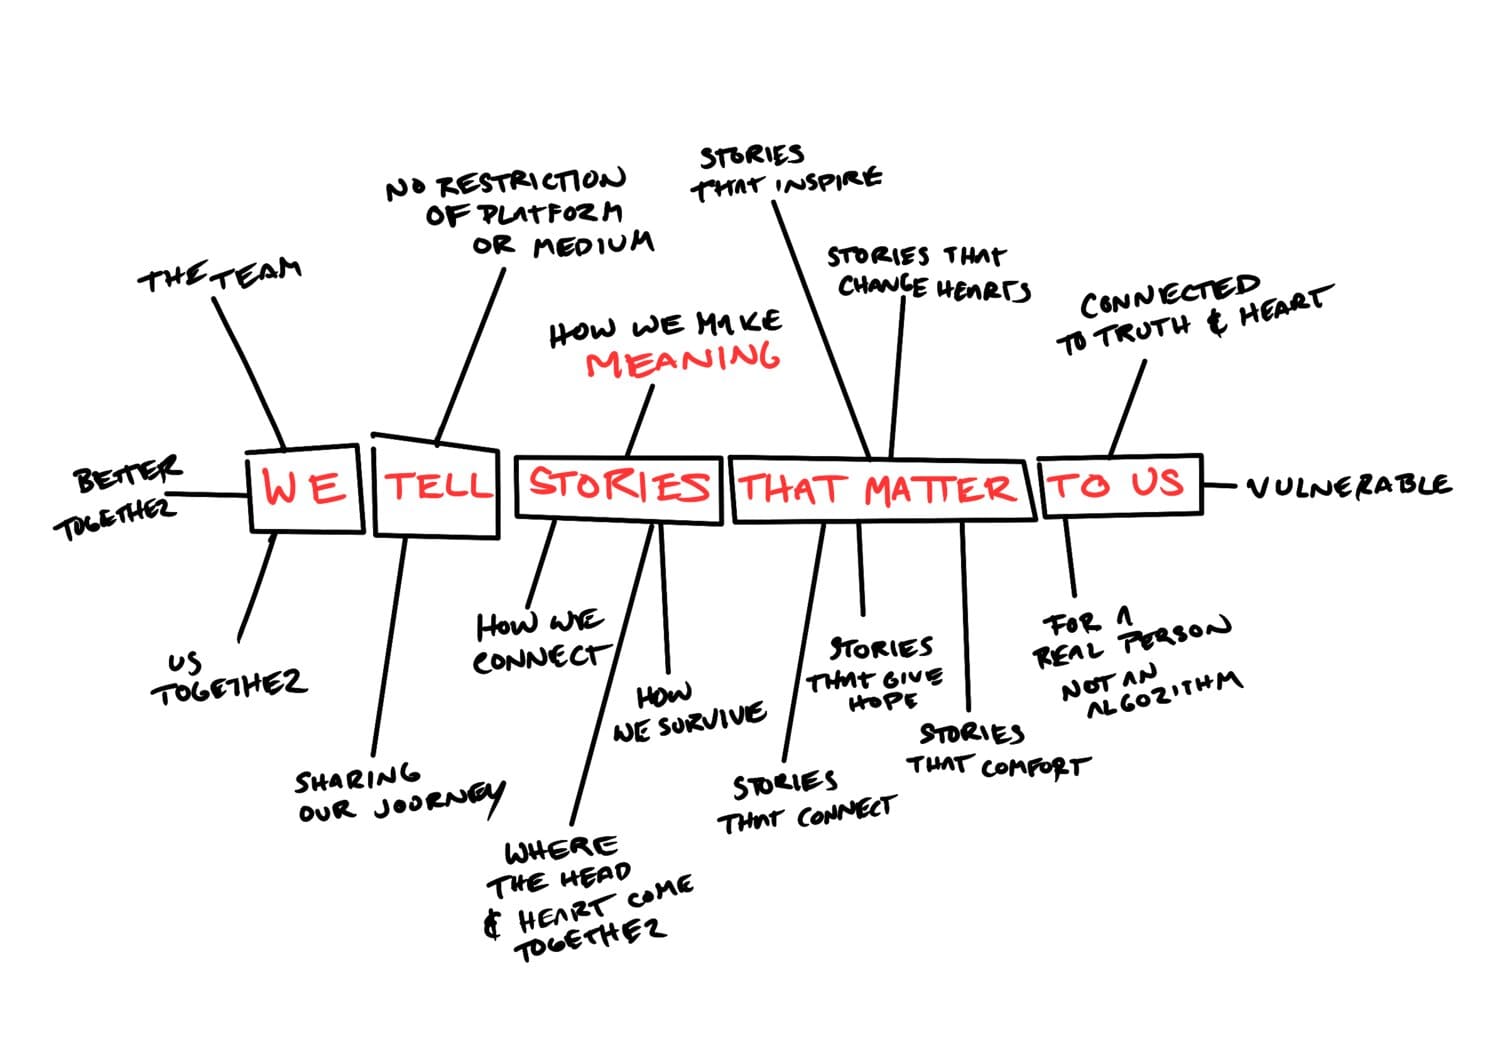 STORIES
THAT INSPIRE
NO RESTRICTION
OF PLATFORM
OR MEDIUM
THE TEAM
STORIES THAT
CHANGE HEARTS
CONNECTED
TO TRUTH & HEART
HOW WE MAKE
MEANING
BETTER
TOGETHER
WE TELL STORIES THAT MATTER TO US
VULNERABLE
US
TOGETHER
HOW WE
CONNECT
HOW
WE SURVIVE
STORIES
THAT GIVE
HOPE
FOR A
REAL PERSON
NOT AN
ALGORITHM
STORIES
THAT COMFORT
SHARING
OUR JOURNEY
STORIES
THAT CONNECT
WHERE
THE HEAD
& HEART COME
TOGETHER